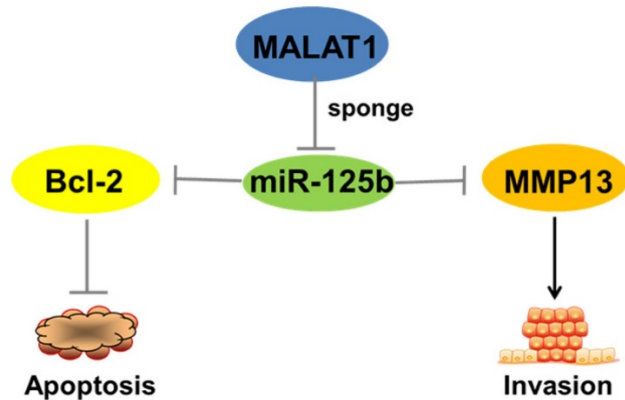 MALAT1
sponge
Bcl-2
miR-125b
MMP13
Apoptosis
Invasion